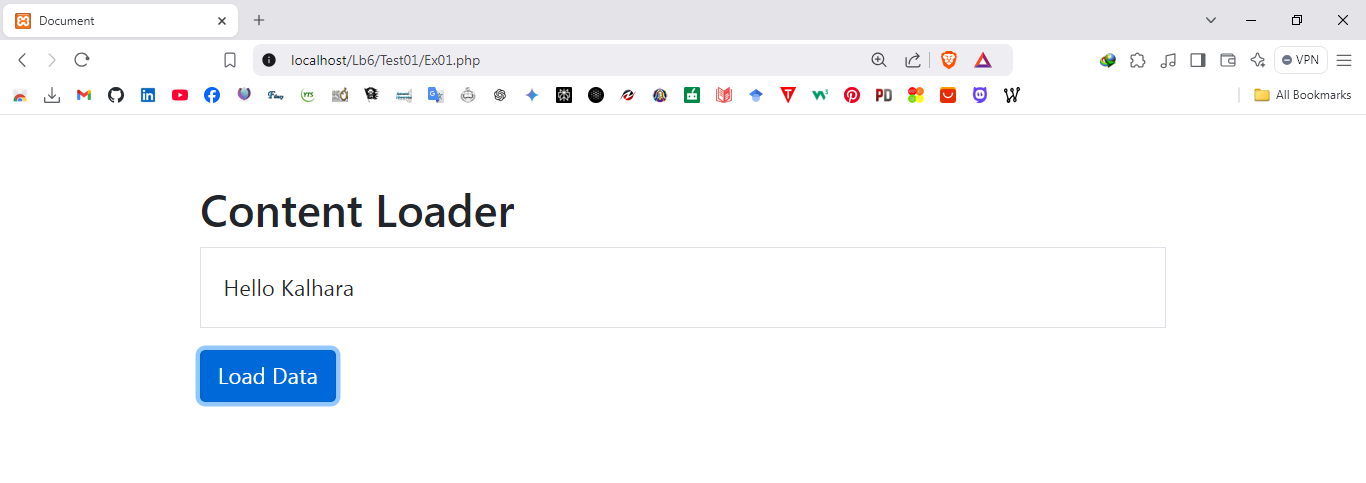 Document
localhost/Lb6/Test01/Ex01.php
VPN
All Bookmarks
Content Loader
Hello Kalhara
Load Data